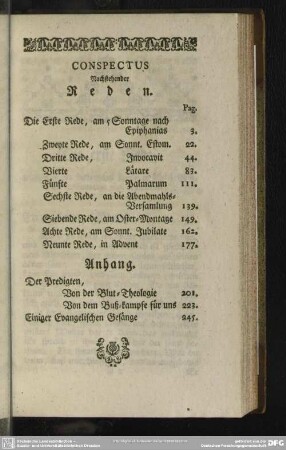 CONSPECTUS
Nachstehender
Reden.
Pag.
Die Erste Rede, am 5 Sonntage nach
Epiphanias 3.
Zweyte Rede, am Sonnt. Estom. 22.
Dritte Rede, Invocavit 44.
Vierte Lätare 83.
Fünfte Palmarum 111.
Sechste Rede, an die Abendmahls-
Versamlung 139.
Siebende Rede, am Oster-Montage 149.
Achte Rede, am Sonnt. Jubilate 162.
Neunte Rede, in Advent 177.
Anhang.
Der Predigten,
Von der Blut-Theologie 201.
Von dem Buß-kampfe für uns 223.
Einiger Evangelischen Gesänge 245.
DFG